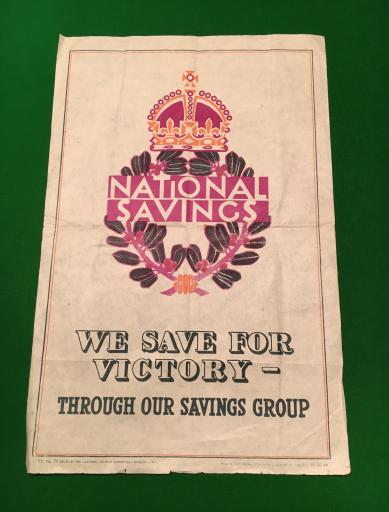 NATIONAL
SAVINGS
WE SAVE FOR
VICTORY —
THROUGH OUR SAVINGS GROUP